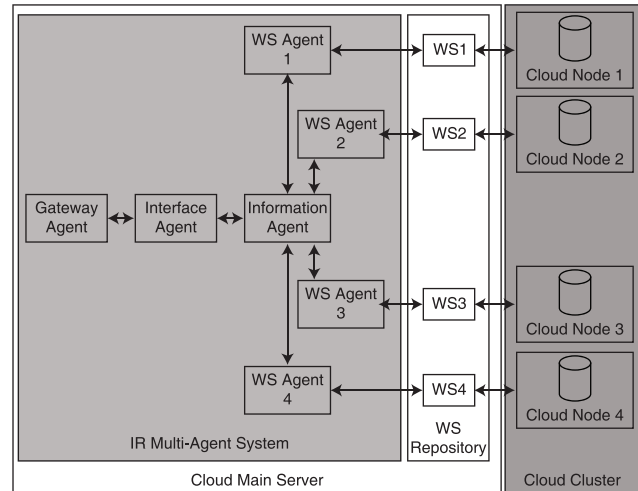 WS Agent
1
WS1
Cloud Node 1
WS Agent
2
WS2
Cloud Node 2
Gateway
Agent
Interface
Agent
Information
Agent
WS Agent
3
WS3
Cloud Node 3
WS Agent
4
WS4
Cloud Node 4
IR Multi-Agent System
WS
Repository
Cloud Main Server
Cloud Cluster